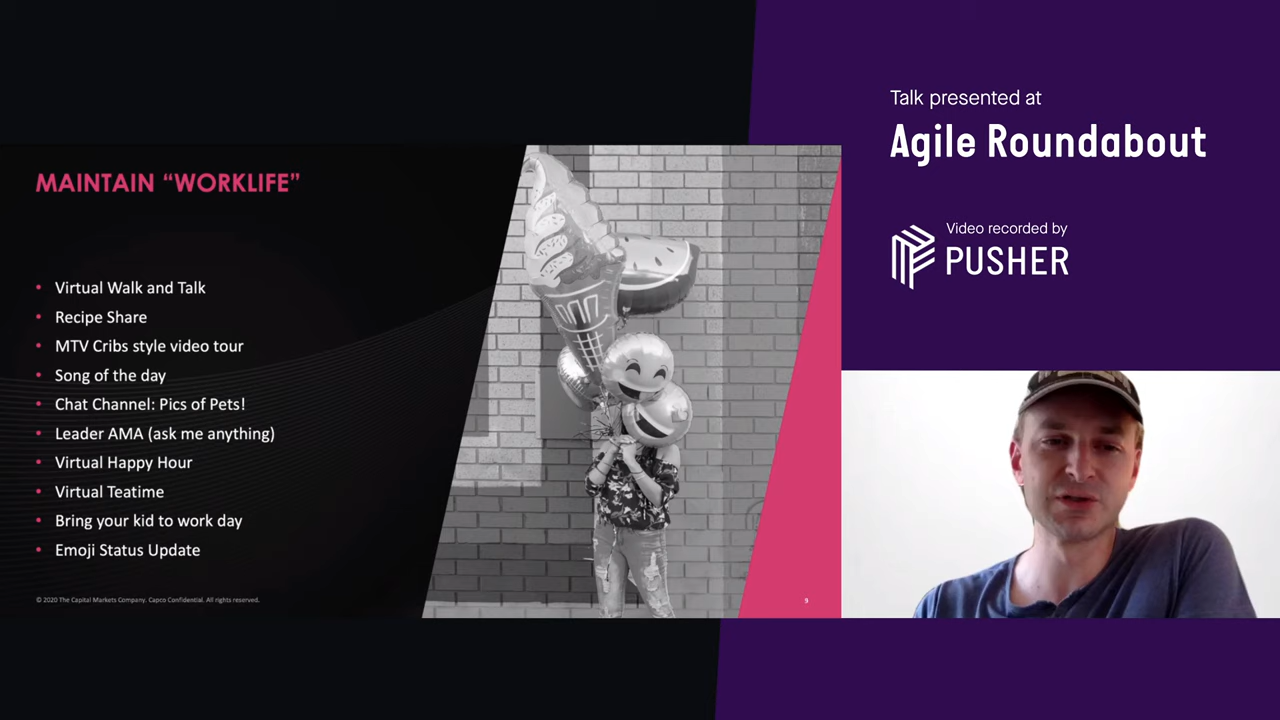 MAINTAIN “WORKLIFE”
• Virtual Walk and Talk
• Recipe Share
• MTV Cribs style video tour
• Song of the day
• Chat Channel: Pics of Pets!
• Leader AMA (ask me anything)
• Virtual Happy Hour
• Virtual Teatime
• Bring your kid to work day
• Emoji Status Update
© 2020 The Capital Markets Company. Capco Confidential. All rights reserved.
9
Talk presented at
Agile Roundabout
Video recorded by
PUSHER